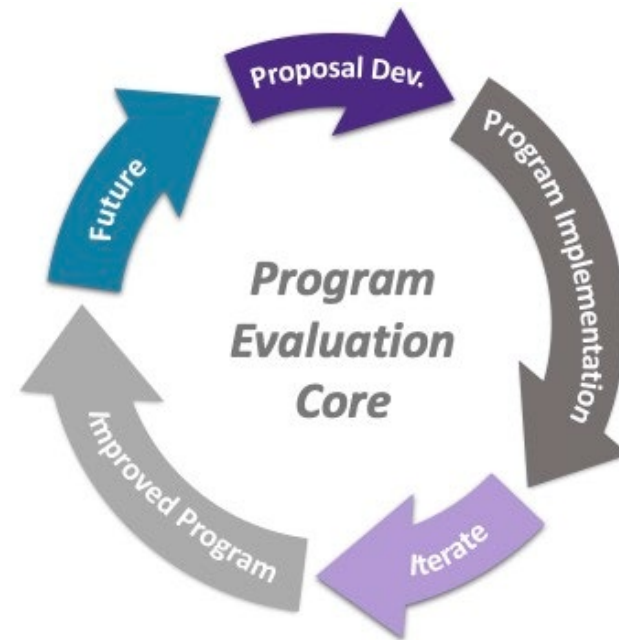 Proposal Dev.
Program Implementation
Iterate
Improved Program
Future
Program
Evaluation
Core